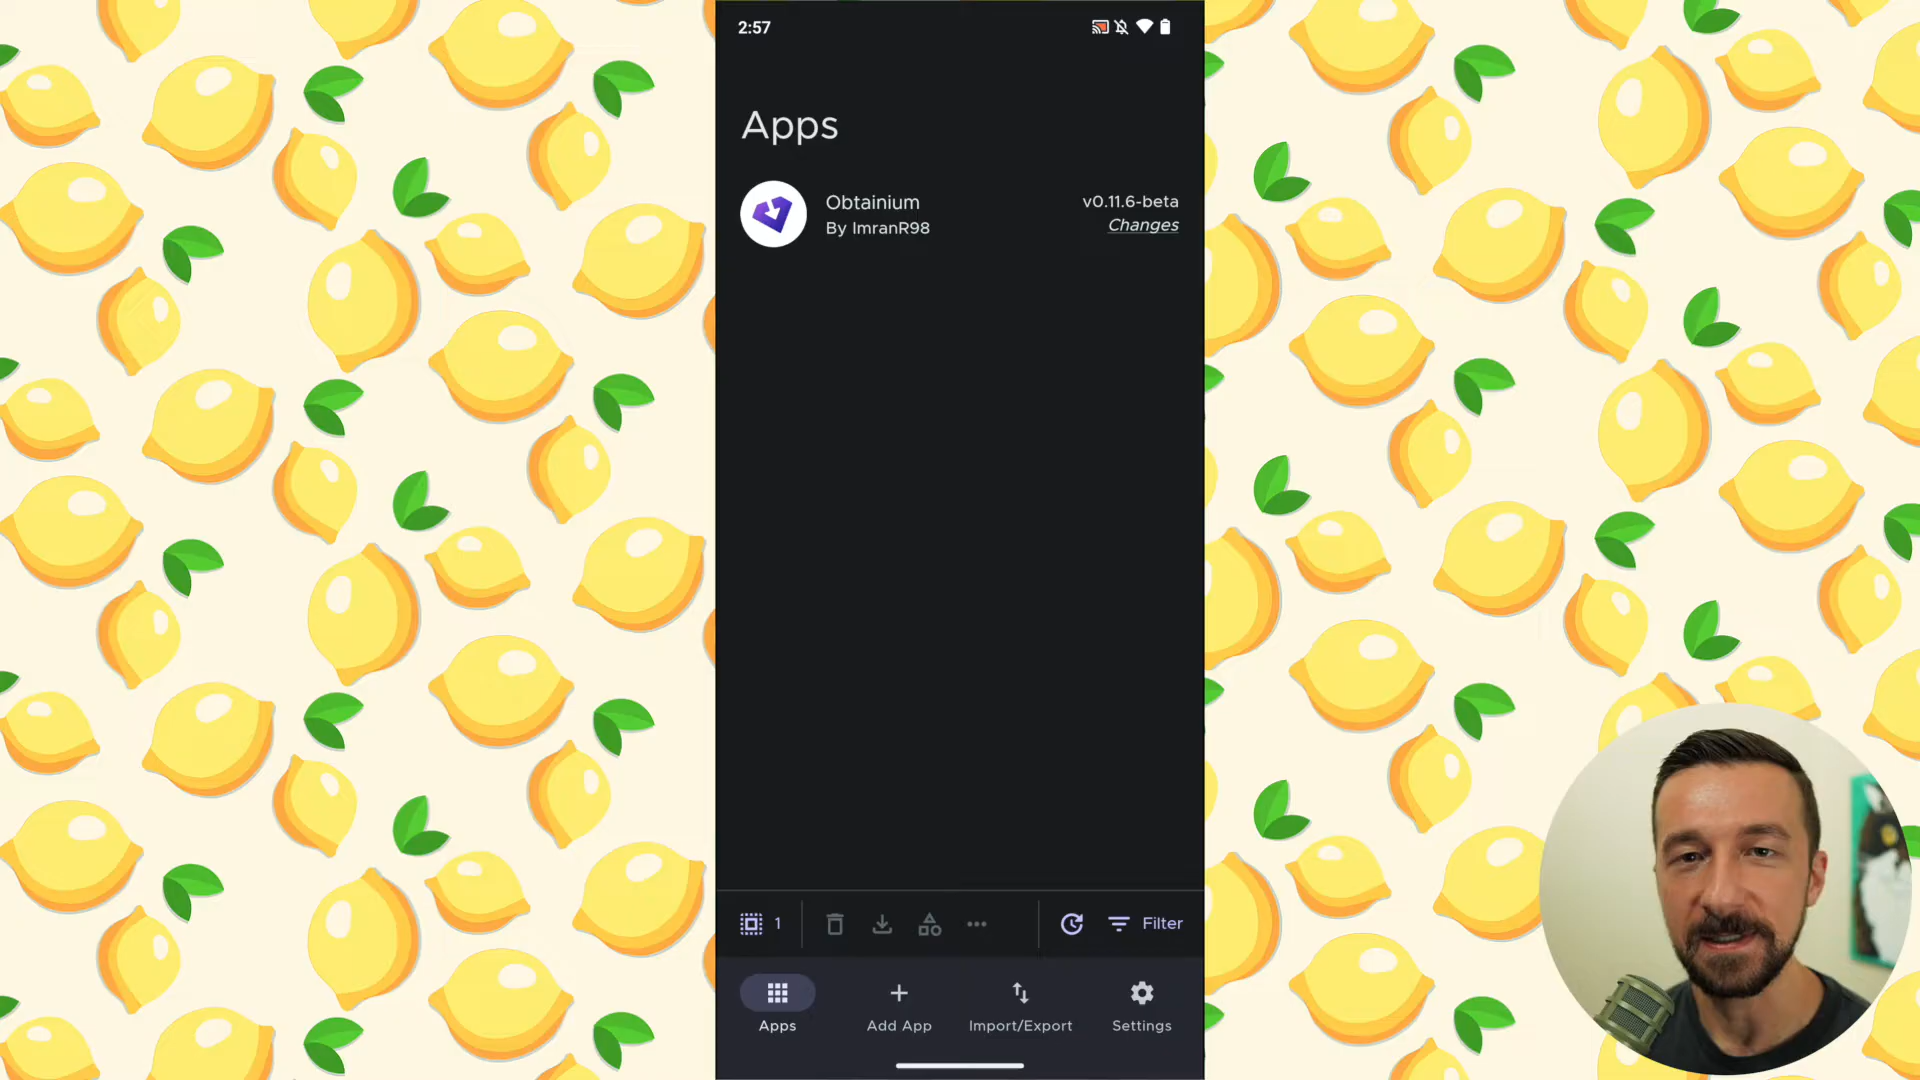 2:57
Apps
Obtainium
v0.11.6-beta
By ImranR98
Changes
1
Filter
Apps
Add App
Import/Export
Settings